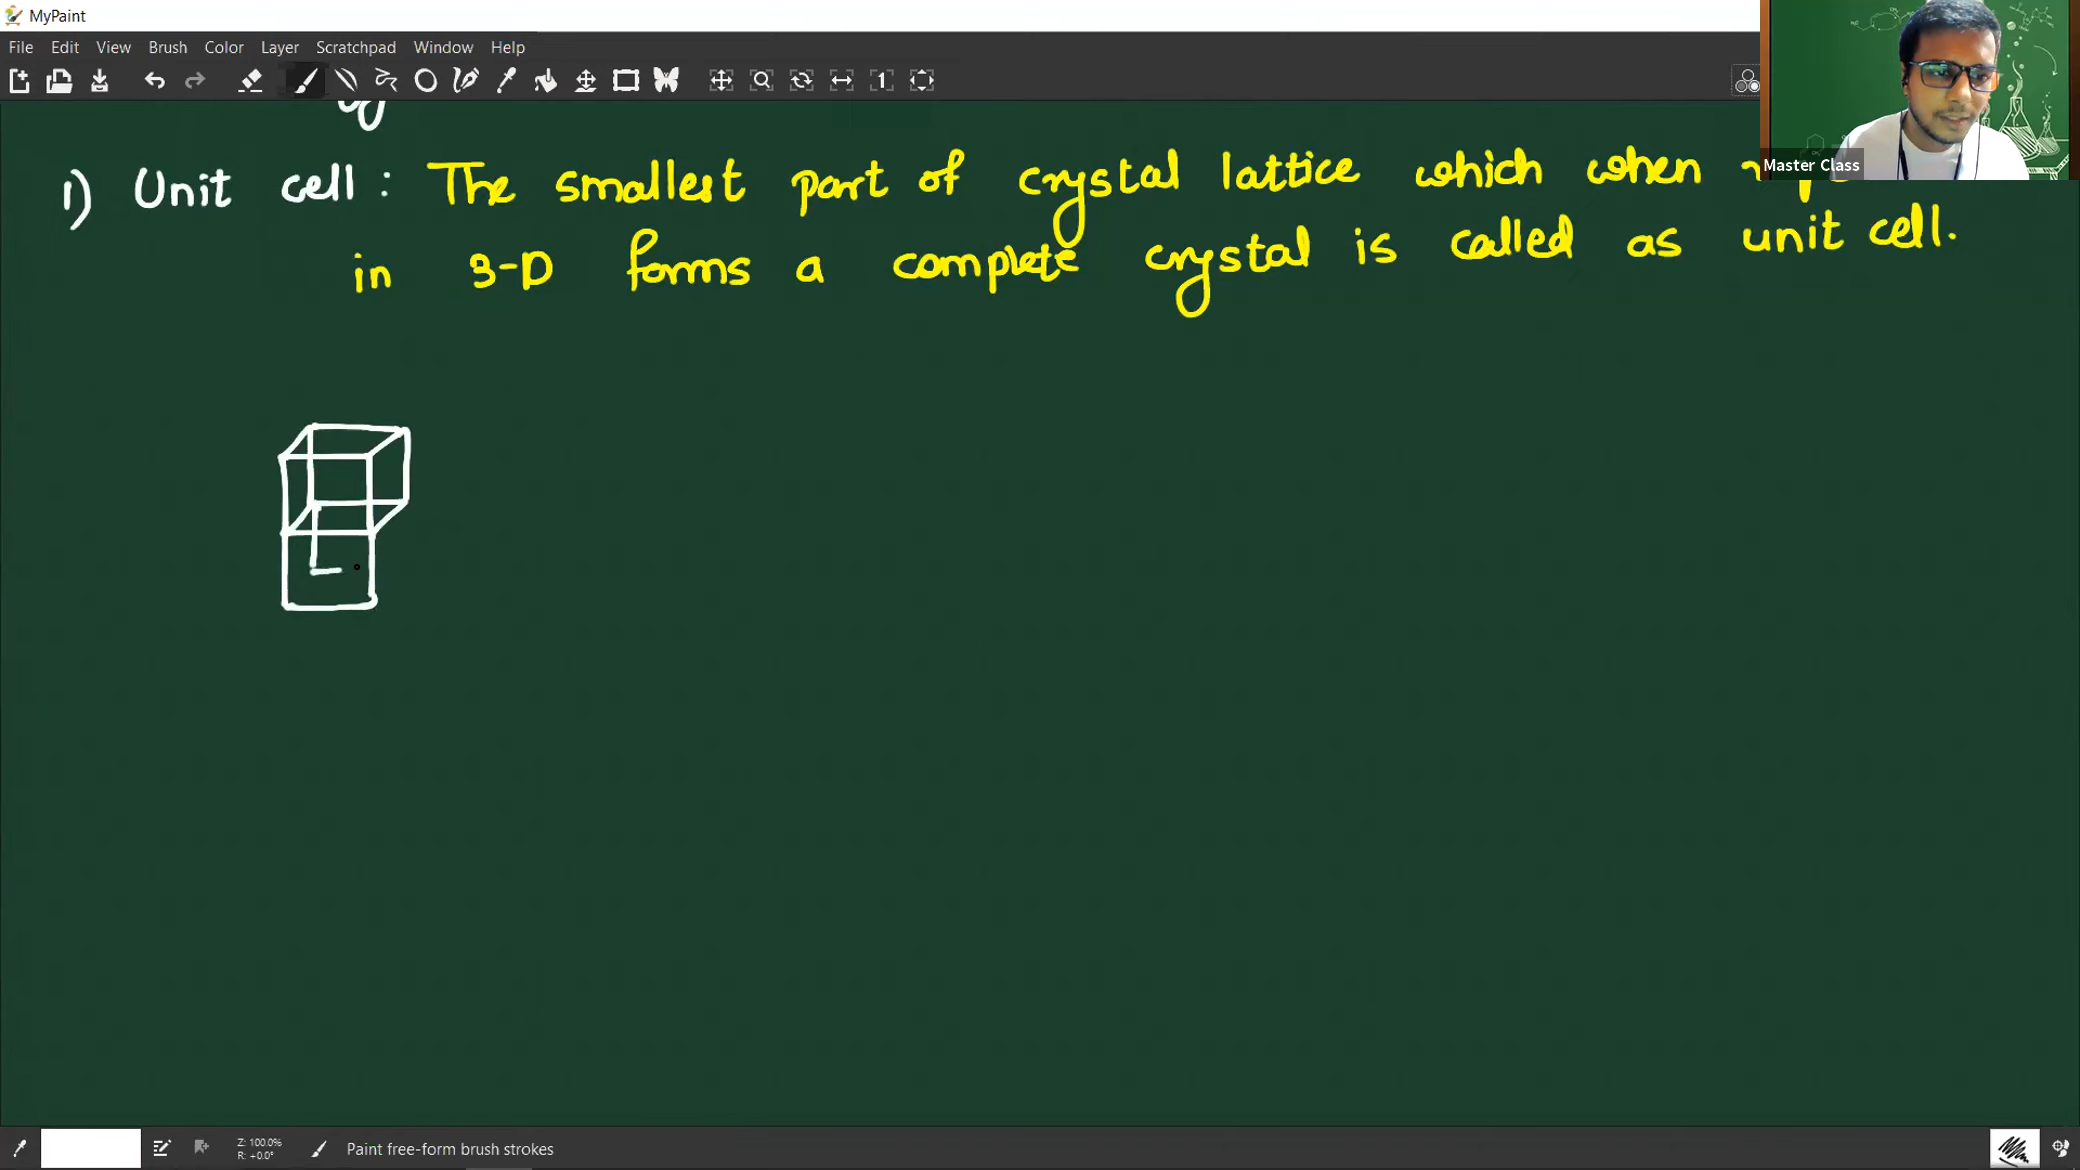 MyPaint
File Edit View Brush Color Layer Scratchpad Window Help
1
Master Class
1) Unit cell : The smallest part of crystal lattice which when
in 3-D forms a complete crystal is called as unit cell.
Z: 100.0%
R: +0.0°
Paint free-form brush strokes